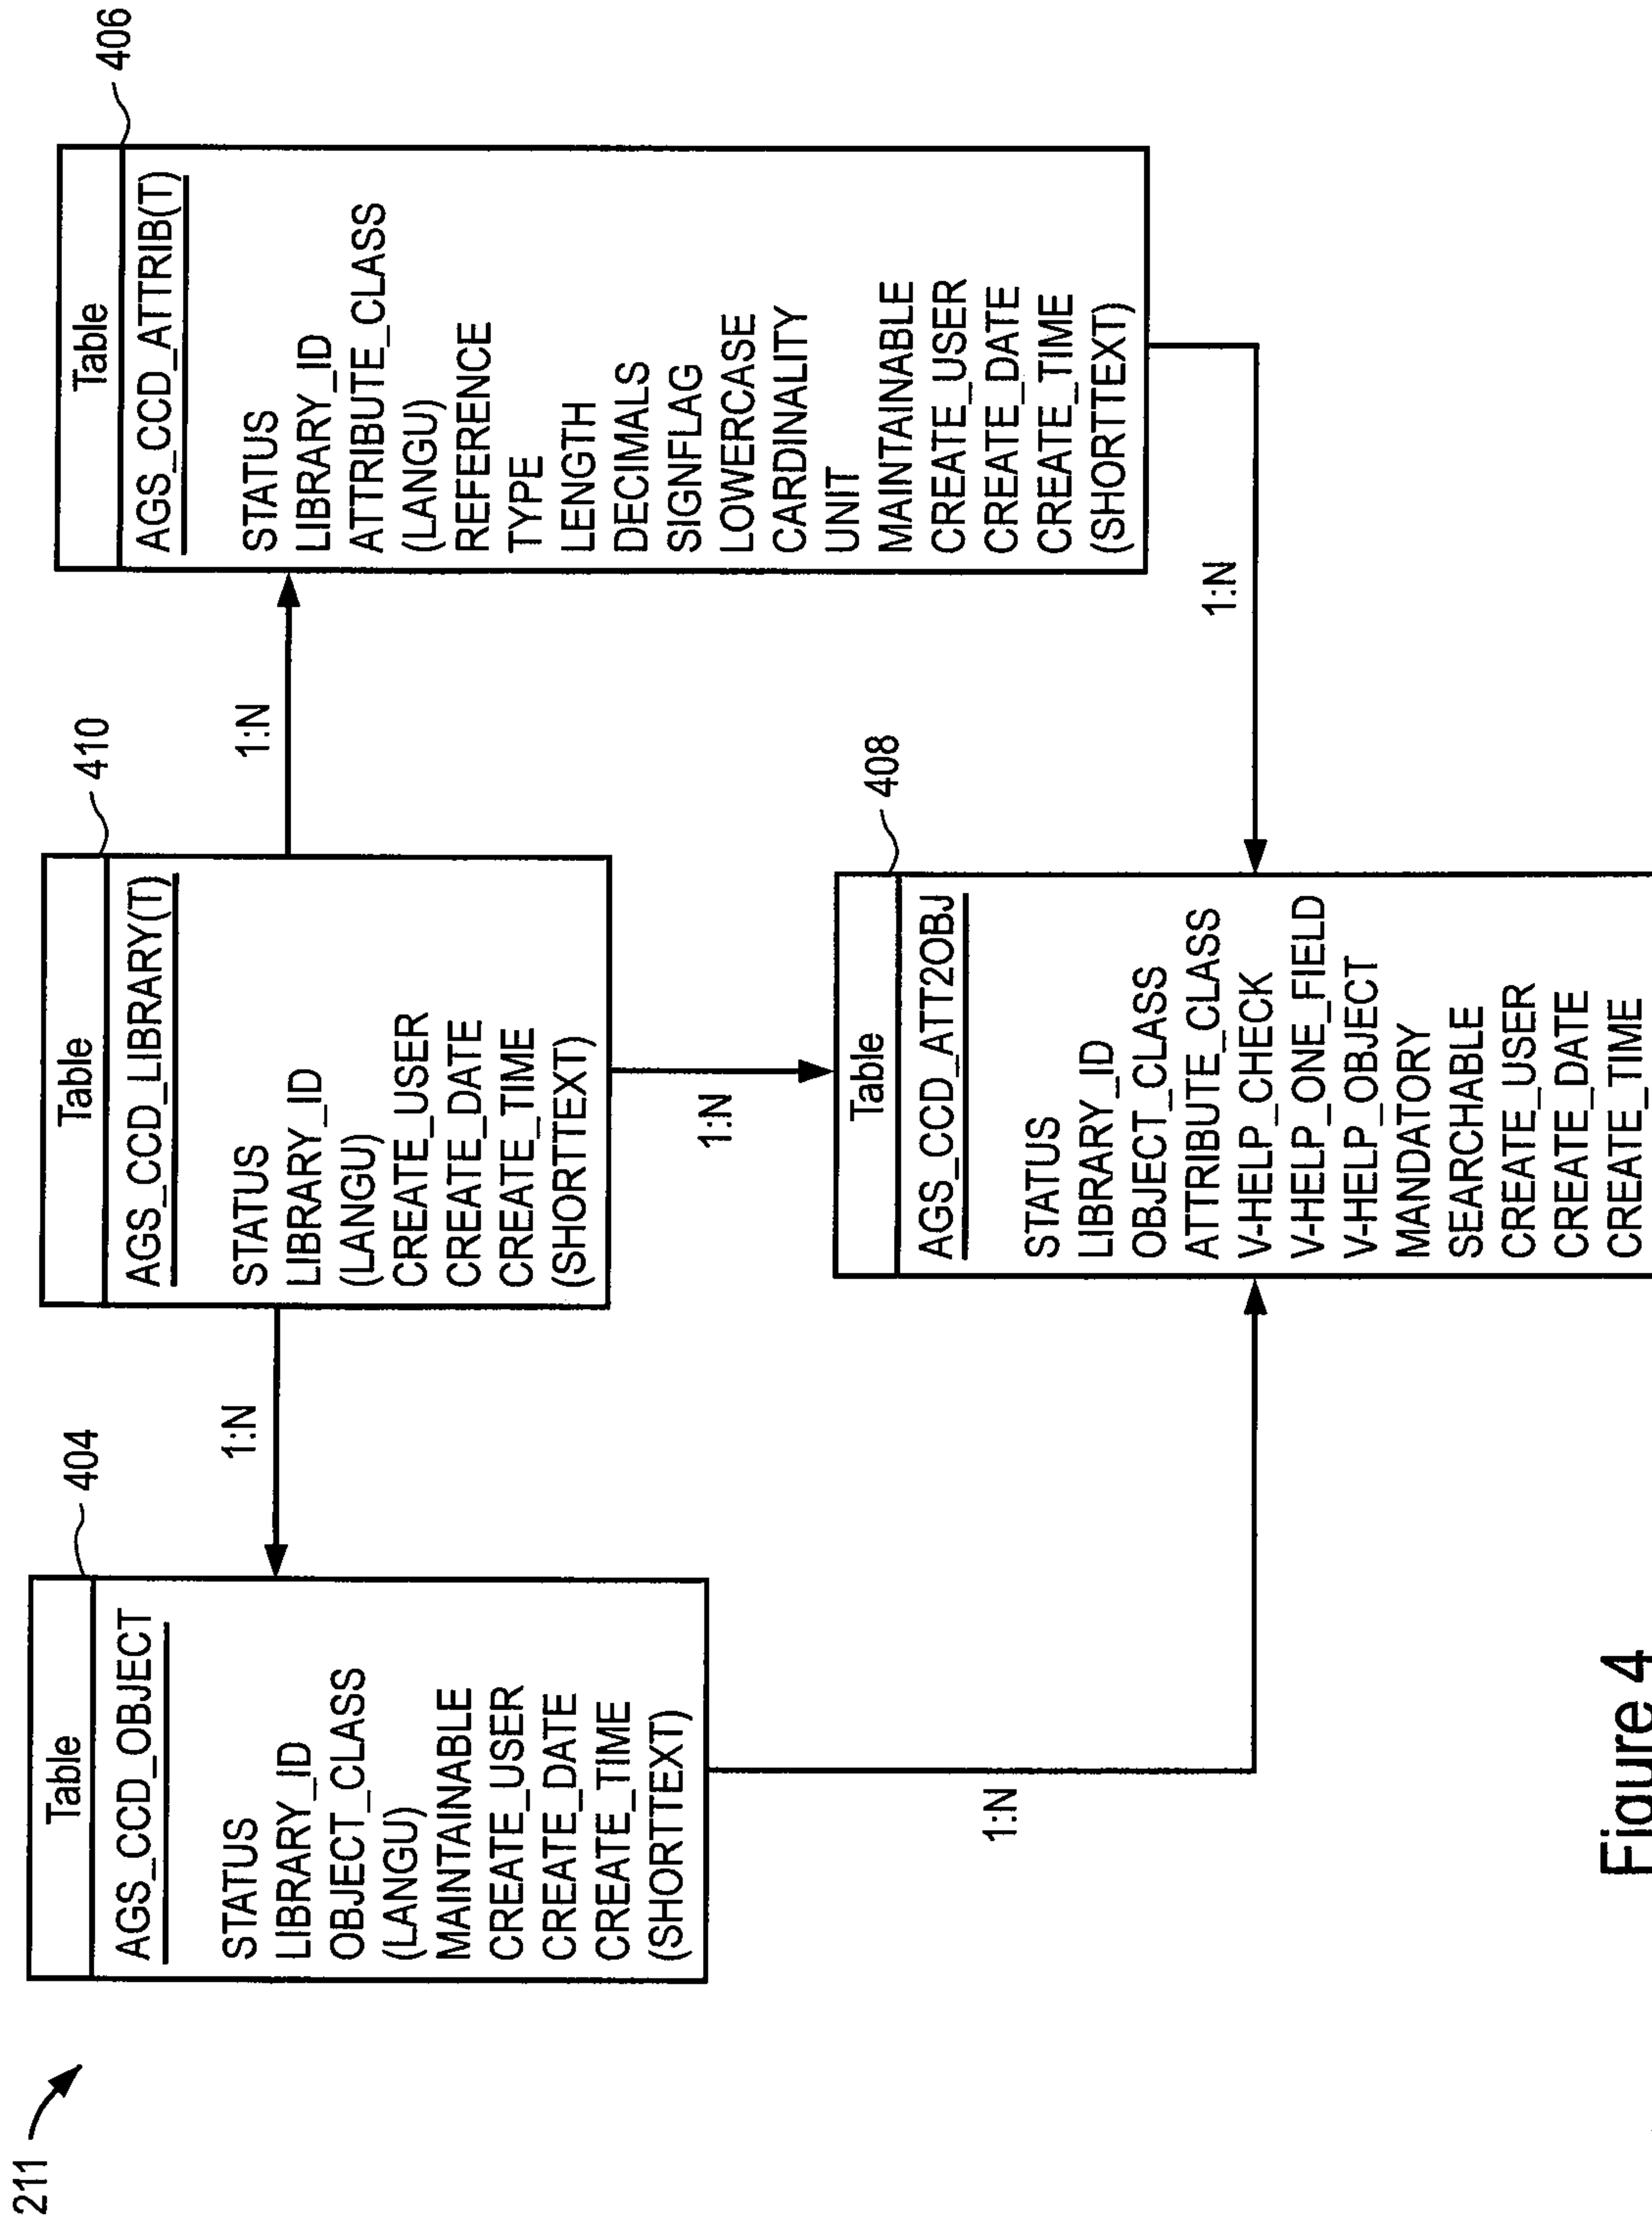 211
404
Table
AGS_CCD_OBJECT
STATUS
LIBRARY_ID
OBJECT_CLASS
(LANGU)
MAINTAINABLE
CREATE_USER
CREATE_DATE
CREATE_TIME
(SHORTTEXT)
1:N
410
Table
AGS_CCD_LIBRARY(T)
STATUS
LIBRARY_ID
(LANGU)
CREATE_USER
CREATE_DATE
CREATE_TIME
(SHORTTEXT)
1:N
406
Table
AGS_CCD_ATTRIB(T)
STATUS
LIBRARY_ID
ATTRIBUTE_CLASS
(LANGU)
REFERENCE
TYPE
LENGTH
DECIMALS
SIGNFLAG
LOWERCASE
CARDINALITY
UNIT
MAINTAINABLE
CREATE_USER
CREATE_DATE
CREATE_TIME
(SHORTTEXT)
1:N
1:N
1:N
408
Table
AGS_CCD_ATT2OBJ
STATUS
LIBRARY_ID
OBJECT_CLASS
ATTRIBUTE_CLASS
V-HELP_CHECK
V-HELP_ONE_FIELD
V-HELP_OBJECT
MANDATORY
SEARCHABLE
CREATE_USER
CREATE_DATE
CREATE_TIME
Figure 4